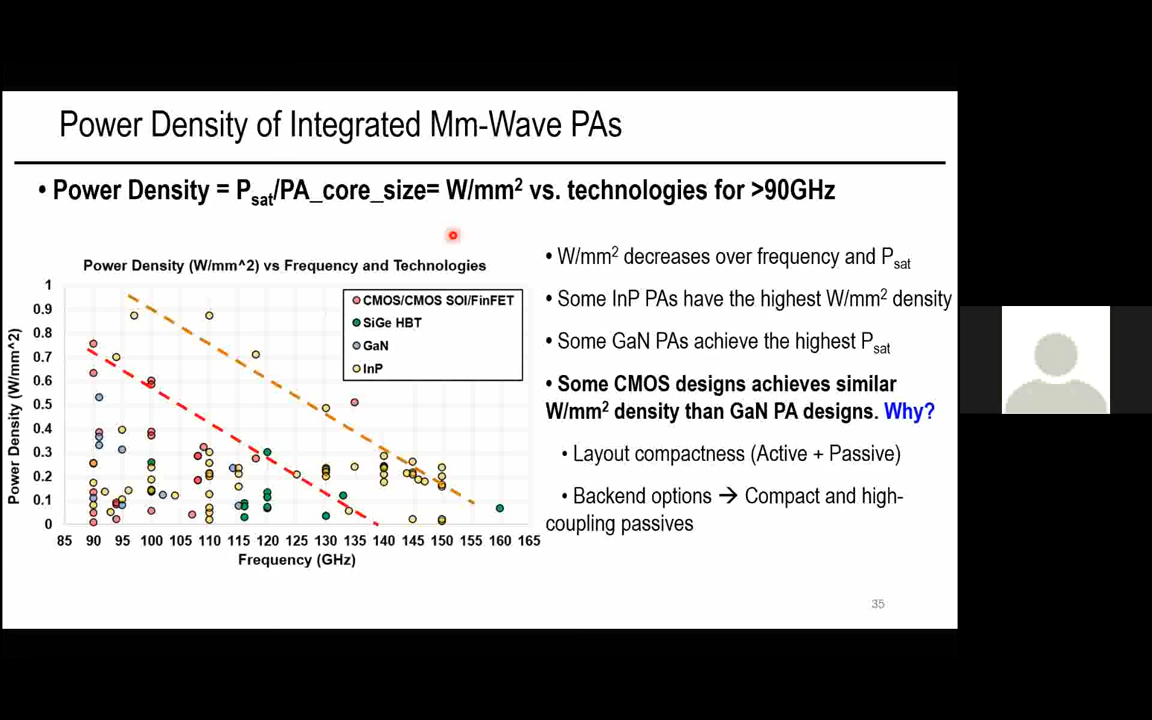 Power Density of Integrated Mm-Wave PAs
• Power Density = Psat/PA_core_size= W/mm² vs. technologies for >90GHz
Power Density (W/mm^2) vs Frequency and Technologies
Power Density (W/mm^2)
1
0.9
0.8
0.7
0.6
0.5
0.4
0.3
0.2
0.1
0
CMOS/CMOS SOI/FinFET
SiGe HBT
GaN
InP
85 90 95 100 105 110 115 120 125 130 135 140 145 150 155 160 165
Frequency (GHz)
• W/mm² decreases over frequency and Psat
• Some InP PAs have the highest W/mm² density
• Some GaN PAs achieve the highest Psat
• Some CMOS designs achieves similar
W/mm² density than GaN PA designs. Why?
• Layout compactness (Active + Passive)
• Backend options → Compact and high-
coupling passives
35